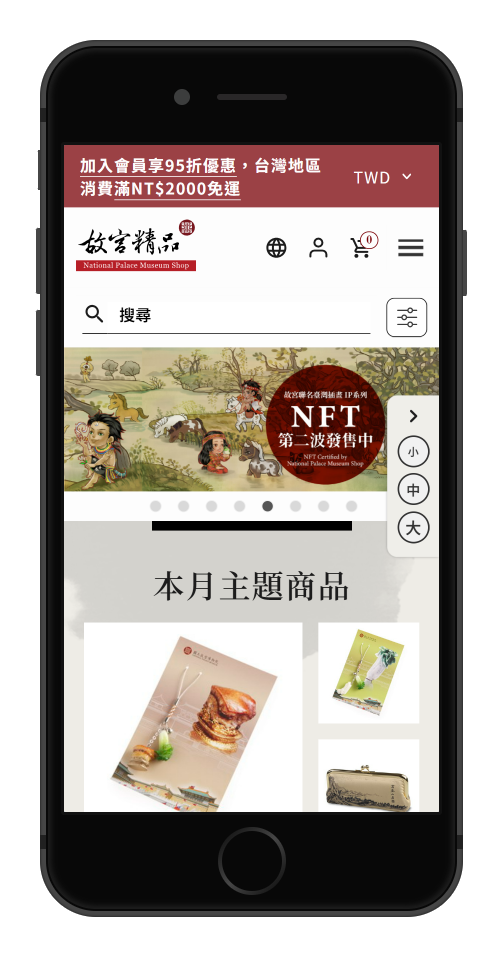 加入會員享95折優惠，台灣地區
消費滿NT$2000免運
TWD
故宮精品
National Palace Museum Shop
0
搜尋
故宮聯名臺灣插畫 IP系列
NFT
第二波發售中
NFT Certified by
National Palace Museum Shop
小
中
大
本月主題商品